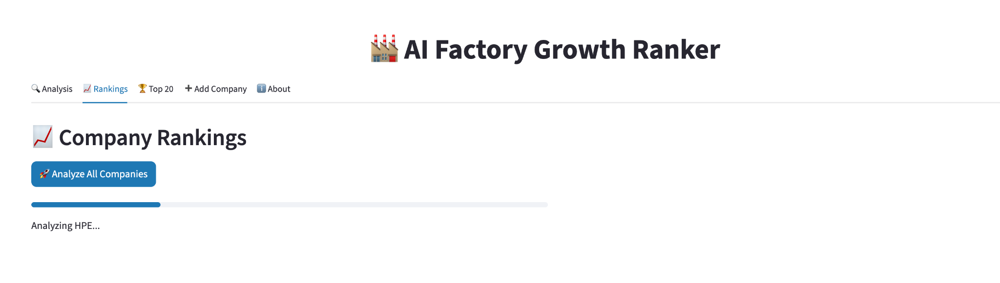 🏭 AI Factory Growth Ranker
🔍 Analysis 📈 Rankings 🏆 Top 20 ➕ Add Company ℹ️ About
📈 Company Rankings
🚀 Analyze All Companies
Analyzing HPE...